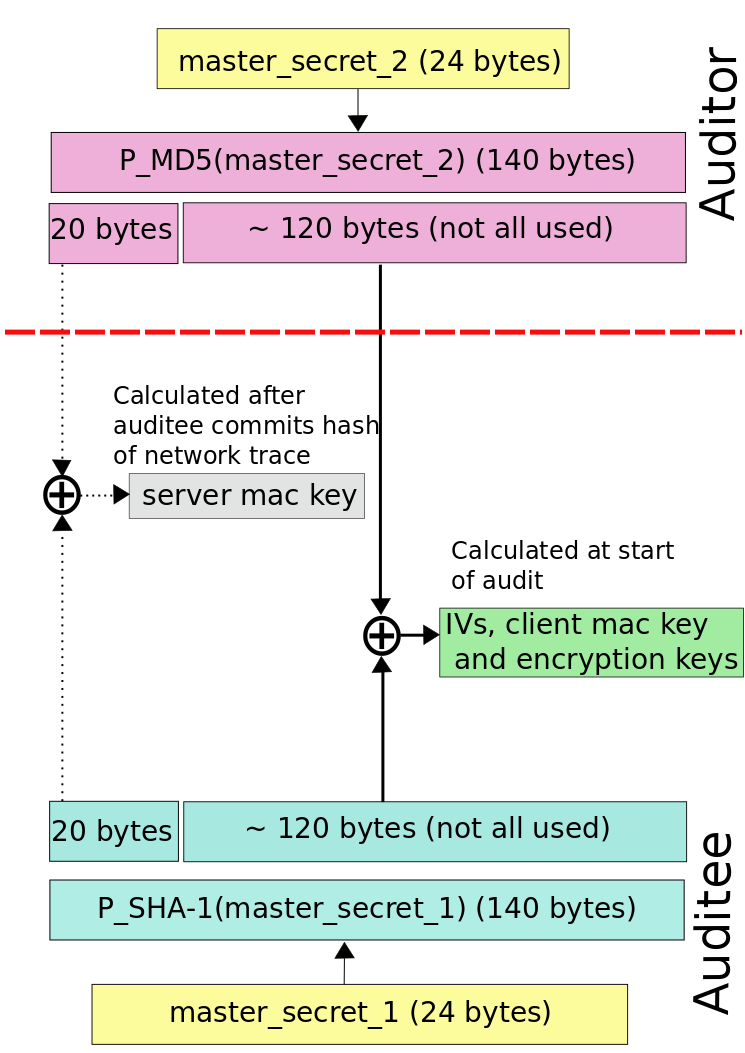 master_secret_2 (24 bytes)
Auditor
P_MD5(master_secret_2) (140 bytes)
20 bytes
~ 120 bytes (not all used)
Calculated after
auditee commits hash
of network trace
server mac key
Calculated at start
of audit
IVs, client mac key
and encryption keys
20 bytes
~ 120 bytes (not all used)
Auditee
P_SHA-1(master_secret_1) (140 bytes)
master_secret_1 (24 bytes)